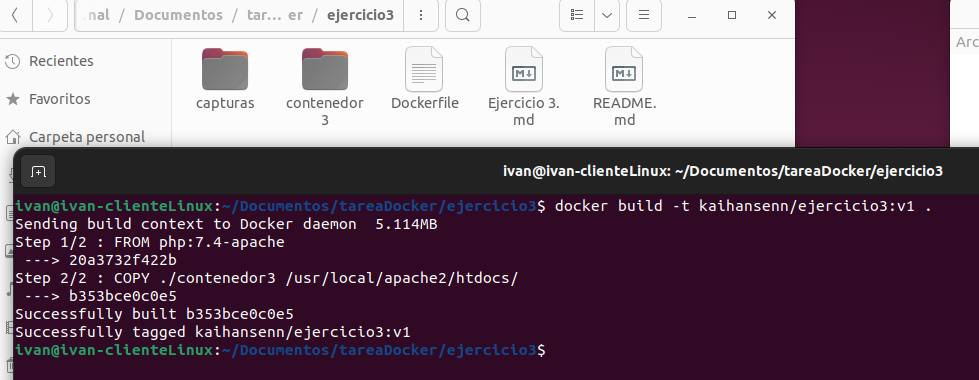 nal / Documentos / tar… er / ejercicio3
Recientes
Favoritos
Carpeta personal
capturas
contenedor
3
Dockerfile
Ejercicio 3.
md
README.
md
Arc
ivan@ivan-clienteLinux: ~/Documentos/tareaDocker/ejercicio3
ivan@ivan-clienteLinux:~/Documentos/tareaDocker/ejercicio3$ docker build -t kaihansenn/ejercicio3:v1 .
Sending build context to Docker daemon  5.114MB
Step 1/2 : FROM php:7.4-apache
 ---> 20a3732f422b
Step 2/2 : COPY ./contenedor3 /usr/local/apache2/htdocs/
 ---> b353bce0c0e5
Successfully built b353bce0c0e5
Successfully tagged kaihansenn/ejercicio3:v1
ivan@ivan-clienteLinux:~/Documentos/tareaDocker/ejercicio3$